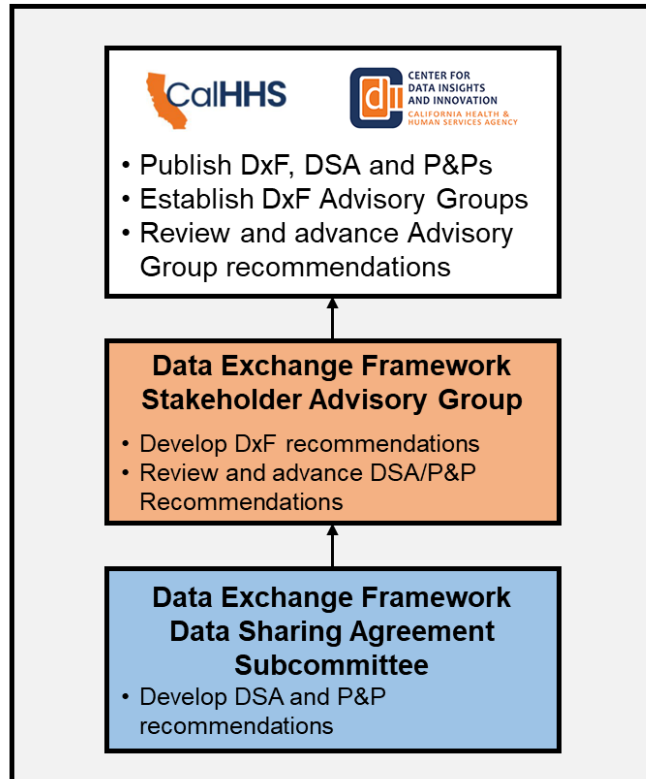 CalHHS
CENTER FOR
DATA INSIGHTS
AND INNOVATION
CALIFORNIA HEALTH &
HUMAN SERVICES AGENCY
• Publish DxF, DSA and P&Ps
• Establish DxF Advisory Groups
• Review and advance Advisory
Group recommendations
Data Exchange Framework
Stakeholder Advisory Group
• Develop DxF recommendations
• Review and advance DSA/P&P
Recommendations
Data Exchange Framework
Data Sharing Agreement
Subcommittee
• Develop DSA and P&P
recommendations